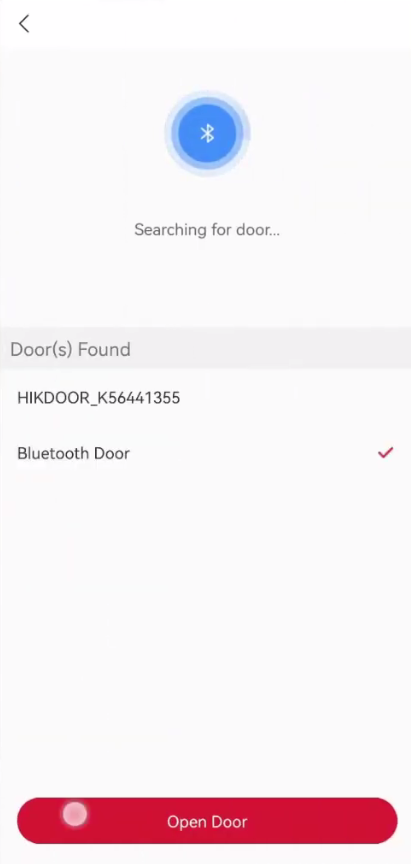 Searching for door...
Door(s) Found
HIKDOOR_K56441355
Bluetooth Door
Open Door